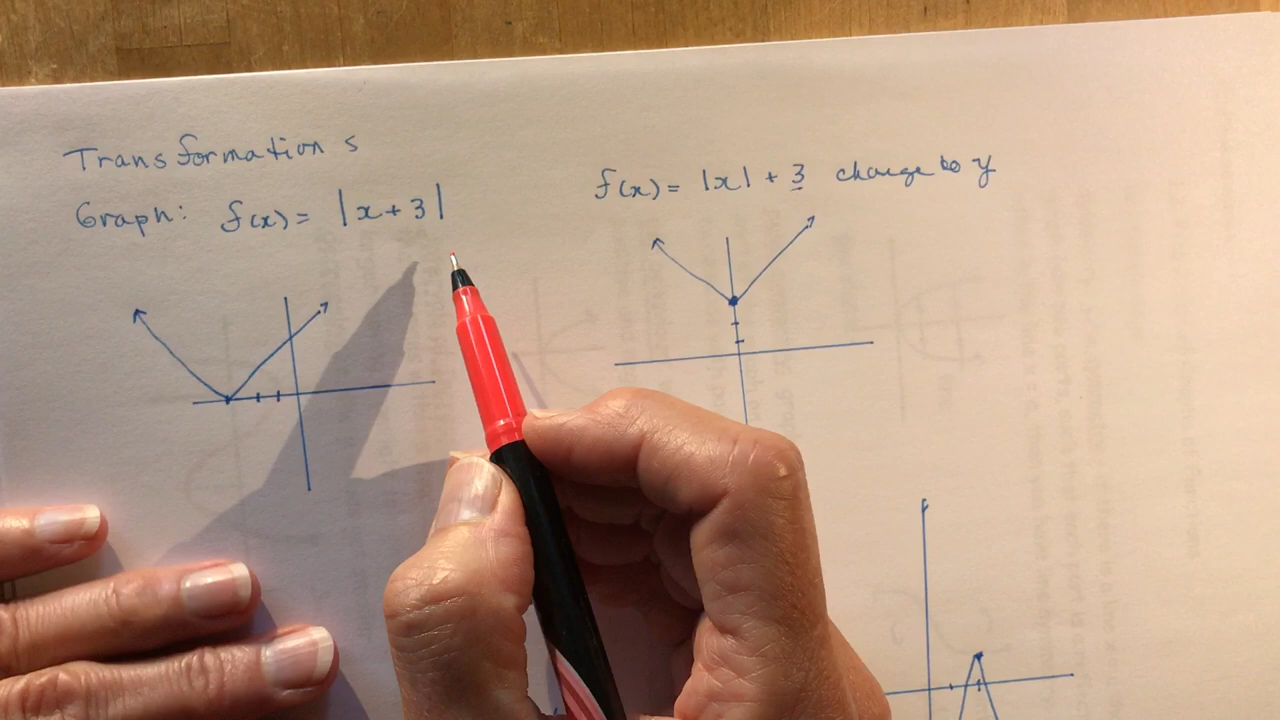 Transformations
Graph: f(x) = |x+3|
f(x) = |x| + 3 change to y